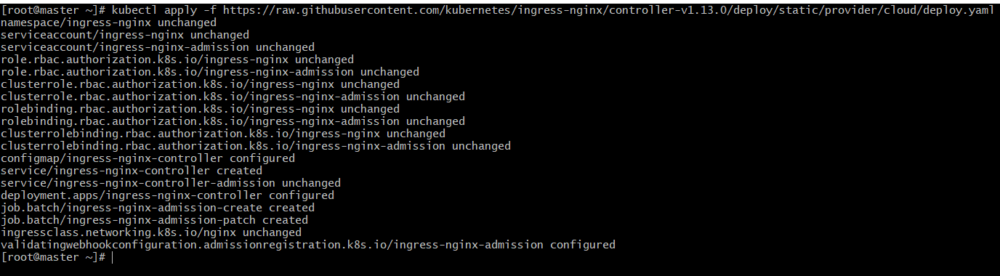 [root@master ~]# kubectl apply -f https://raw.githubusercontent.com/kubernetes/ingress-nginx/controller-v1.13.0/deploy/static/provider/cloud/deploy.yaml
namespace/ingress-nginx unchanged
serviceaccount/ingress-nginx unchanged
serviceaccount/ingress-nginx-admission unchanged
role.rbac.authorization.k8s.io/ingress-nginx unchanged
role.rbac.authorization.k8s.io/ingress-nginx-admission unchanged
clusterrole.rbac.authorization.k8s.io/ingress-nginx unchanged
clusterrole.rbac.authorization.k8s.io/ingress-nginx-admission unchanged
rolebinding.rbac.authorization.k8s.io/ingress-nginx unchanged
rolebinding.rbac.authorization.k8s.io/ingress-nginx-admission unchanged
clusterrolebinding.rbac.authorization.k8s.io/ingress-nginx unchanged
clusterrolebinding.rbac.authorization.k8s.io/ingress-nginx-admission unchanged
configmap/ingress-nginx-controller configured
service/ingress-nginx-controller created
service/ingress-nginx-controller-admission unchanged
deployment.apps/ingress-nginx-controller configured
job.batch/ingress-nginx-admission-create created
job.batch/ingress-nginx-admission-patch created
ingressclass.networking.k8s.io/nginx unchanged
validatingwebhookconfiguration.admissionregistration.k8s.io/ingress-nginx-admission configured
[root@master ~]#